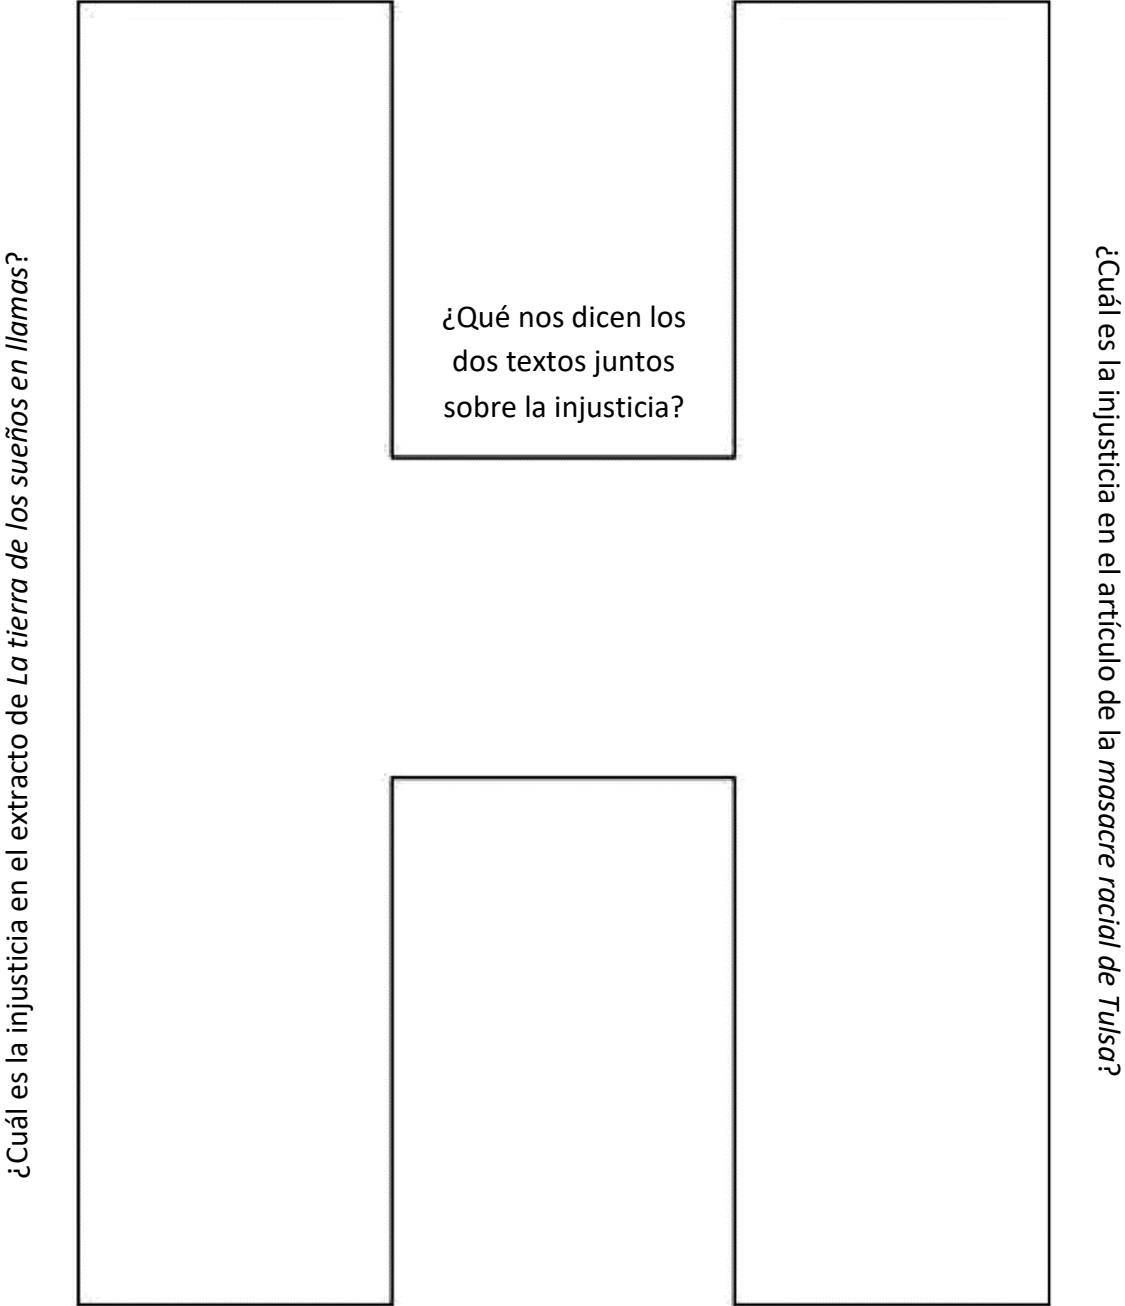 ¿Cuál es la injusticia en el extracto de La tierra de los sueños en llamas?
¿Qué nos dicen los
dos textos juntos
sobre la injusticia?
¿Cuál es la injusticia en el artículo de la masacre racial de Tulsa?